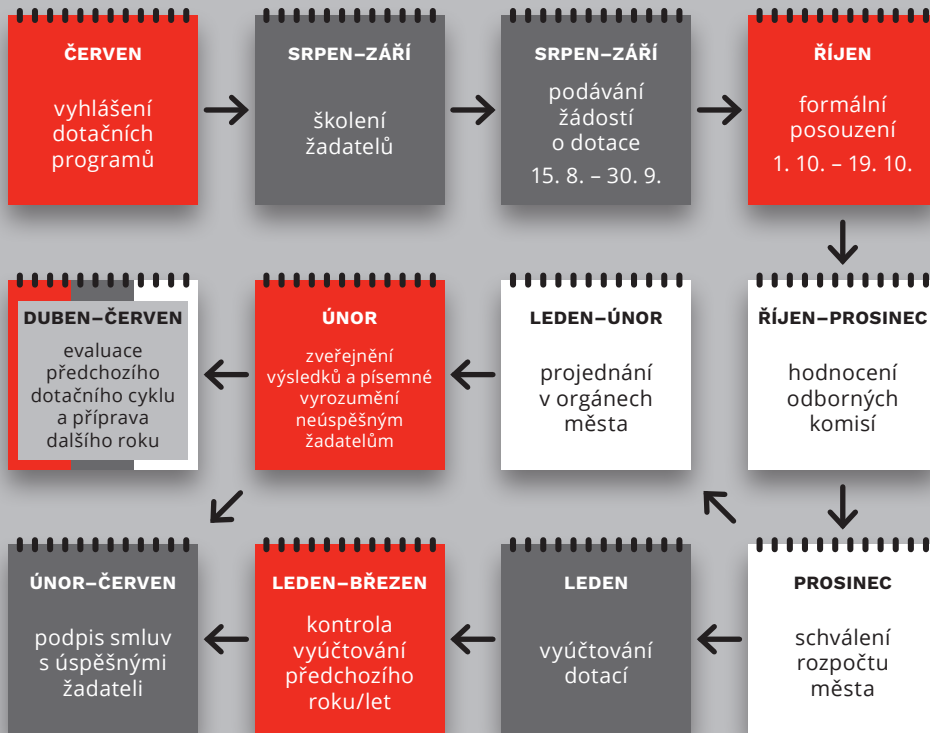 ČERVEN
vyhlášení
dotačních
programů
SRPEN–ZÁŘÍ
školení
žadatelů
SRPEN–ZÁŘÍ
podávání
žádostí
o dotace
15. 8. – 30. 9.
ŘÍJEN
formální
posouzení
1. 10. – 19. 10.
DUBEN–ČERVEN
evaluace
předchozího
dotačního cyklu
a příprava
dalšího roku
ÚNOR
zveřejnění
výsledků a písemné
vyrozumění
neúspěšným
žadatelům
LEDEN–ÚNOR
projednání
v orgánech
města
ŘÍJEN–PROSINEC
hodnocení
odborných
komisí
ÚNOR–ČERVEN
podpis smluv
s úspěšnými
žadateli
LEDEN–BŘEZEN
kontrola
vyúčtování
předchozího
roku/let
LEDEN
vyúčtování
dotací
PROSINEC
schválení
rozpočtu
města